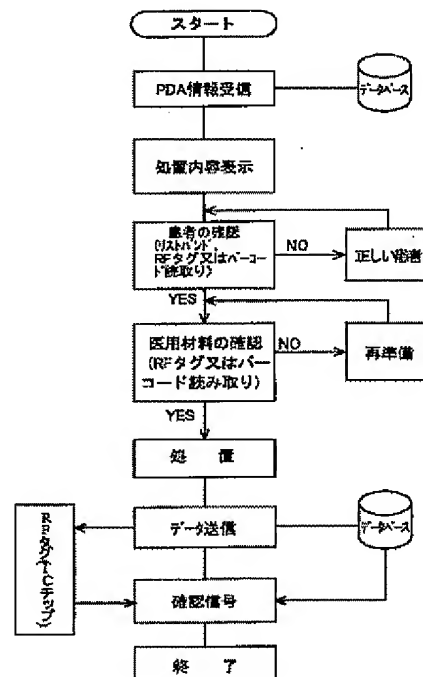 スタート
PDA情報受信
データベース
処置内容表示
患者の確認
(リストバンド、
RFタグ又はバーコー
ド読取り)
NO
正しい患者
YES
医用材料の確認
(RFタグ又はバー
コード読み取り)
NO
再準備
YES
処 置
RFタグ(ICチップ)
データ送信
データベース
確認信号
終 了